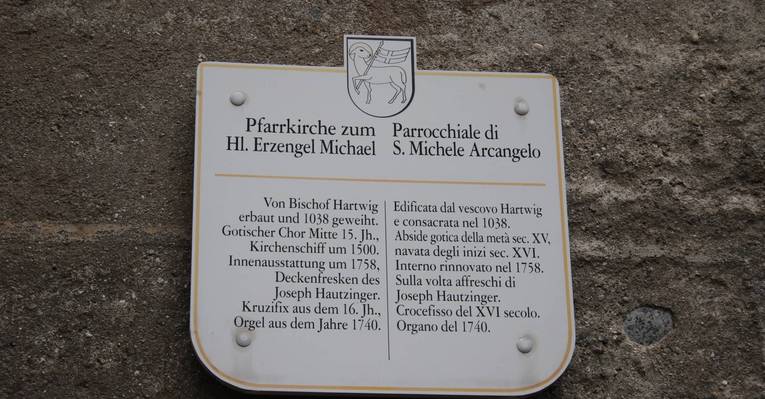 Pfarrkirche zum
Hl. Erzengel Michael
Parrocchiale di
S. Michele Arcangelo
Von Bischof Hartwig
erbaut und 1038 geweiht.
Gotischer Chor Mitte 15. Jh.,
Kirchenschiff um 1500.
Innenausstattung um 1758,
Deckenfresken des
Joseph Hautzinger.
Kruzifix aus dem 16. Jh.,
Orgel aus dem Jahre 1740.
Edificata dal vescovo Hartwig
e consacrata nel 1038.
Abside gotica della metà sec. XV,
navata degli inizi sec. XVI.
Interno rinnovato nel 1758.
Sulla volta affreschi di
Joseph Hautzinger.
Crocefisso del XVI secolo.
Organo del 1740.